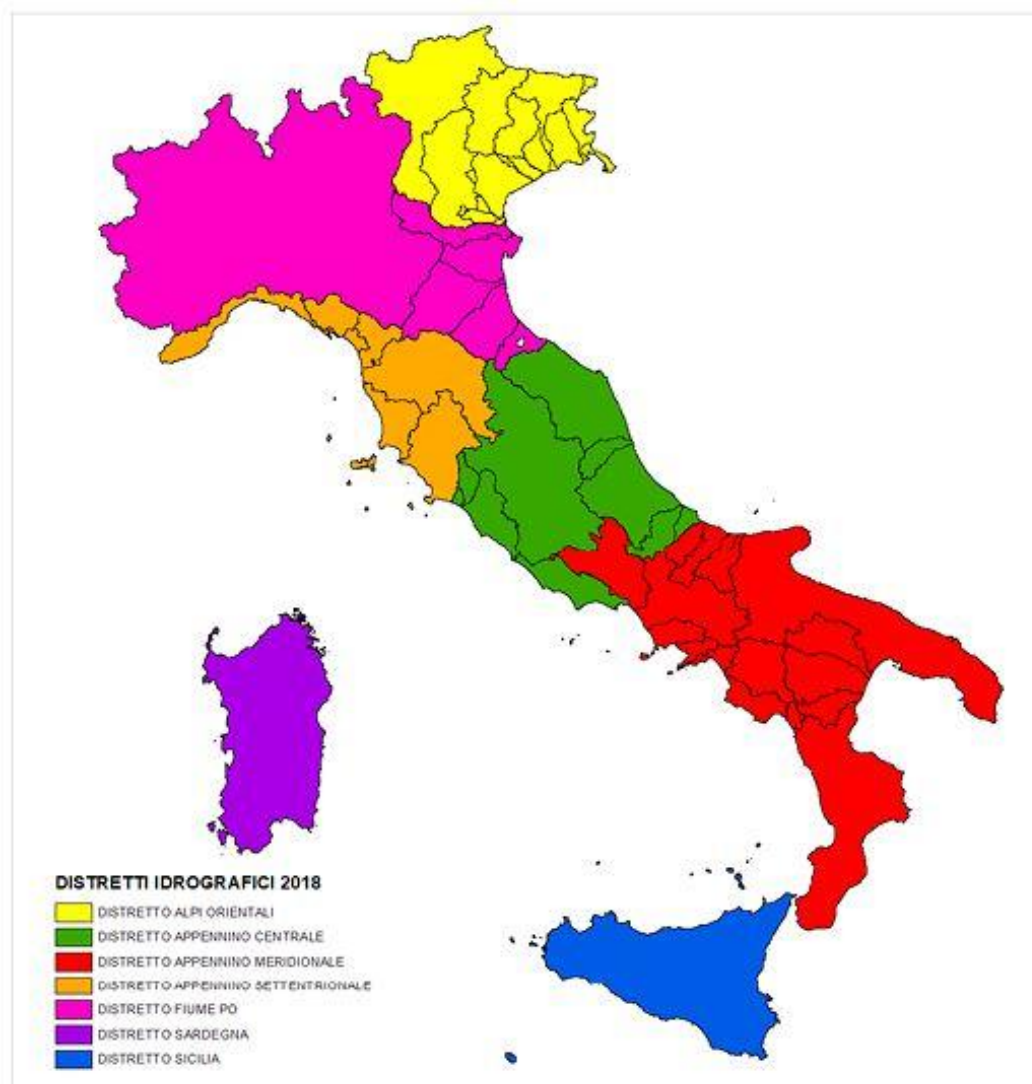 DISTRETTI IDROGRAFICI 2018
DISTRETTO ALPI ORIENTALI
DISTRETTO APPENNINO CENTRALE
DISTRETTO APPENNINO MERIDIONALE
DISTRETTO APPENNINO SETTENTRIONALE
DISTRETTO FIUME PO
DISTRETTO SARDEGNA
DISTRETTO SICILIA